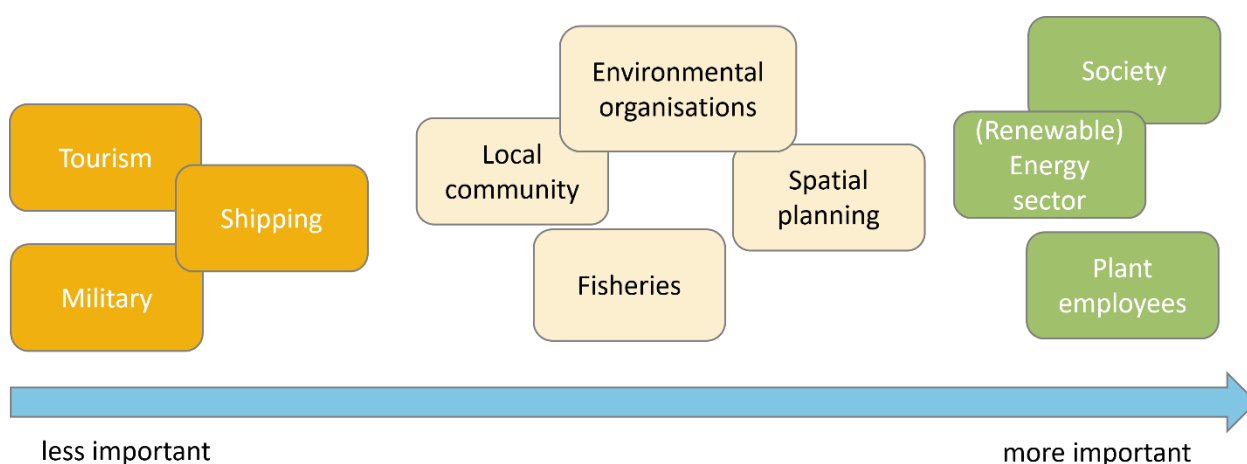 Tourism
Shipping
Military
Environmental
organisations
Local
community
Spatial
planning
Fisheries
Society
(Renewable)
Energy
sector
Plant
employees
less important
more important